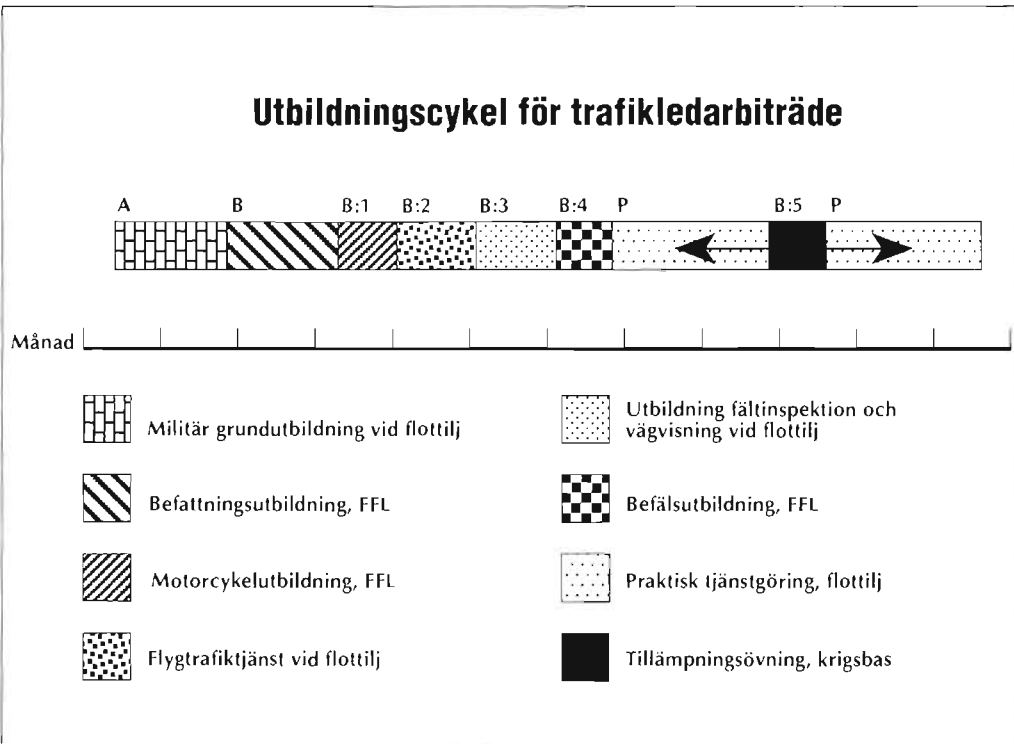 Utbildningscykel för trafikledarbiträde
A B B:1 B:2 B:3 B:4 P B:5 P
Månad
Militär grundutbildning vid flottilj
Befattningsutbildning, FFL
Motorcykelutbildning, FFL
Flygtrafiktjänst vid flottilj
Utbildning fältinspektion och
vägvisning vid flottilj
Befälsutbildning, FFL
Praktisk tjänstgöring, flottilj
Tillämpningsövning, krigsbas